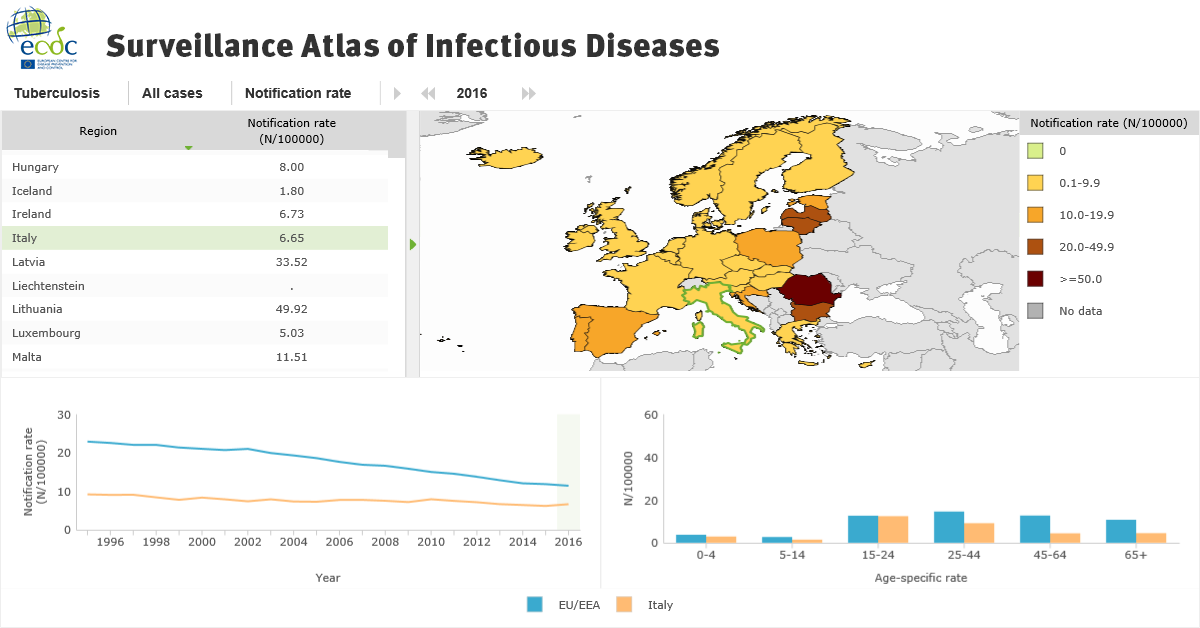 ecdc
EUROPEAN CENTRE FOR
DISEASE PREVENTION
AND CONTROL
Surveillance Atlas of Infectious Diseases
Tuberculosis
All cases
Notification rate
2016
Region
Notification rate
(N/100000)
Hungary 8.00
Iceland 1.80
Ireland 6.73
Italy 6.65
Latvia 33.52
Liechtenstein .
Lithuania 49.92
Luxembourg 5.03
Malta 11.51
Notification rate (N/100000)
0
0.1-9.9
10.0-19.9
20.0-49.9
>=50.0
No data
Notification rate
(N/100000)
30
20
10
0
1996 1998 2000 2002 2004 2006 2008 2010 2012 2014 2016
Year
N/100000
60
40
20
0
0-4 5-14 15-24 25-44 45-64 65+
Age-specific rate
EU/EEA Italy